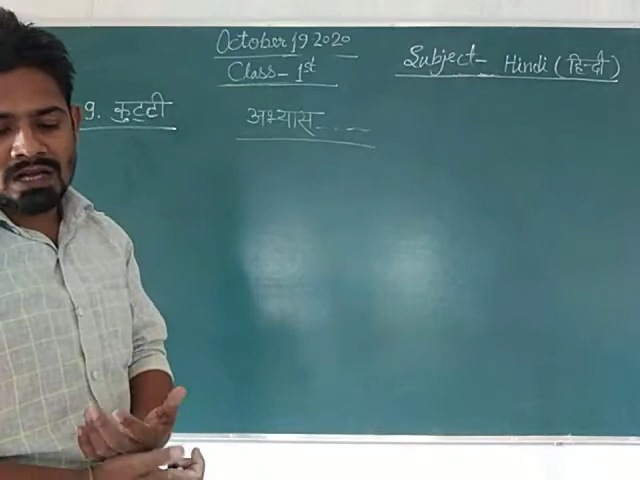 October 19 2020
Class - 1st
Subject - Hindi (हिन्दी)
9. कुट्टी
अभ्यास - - - -